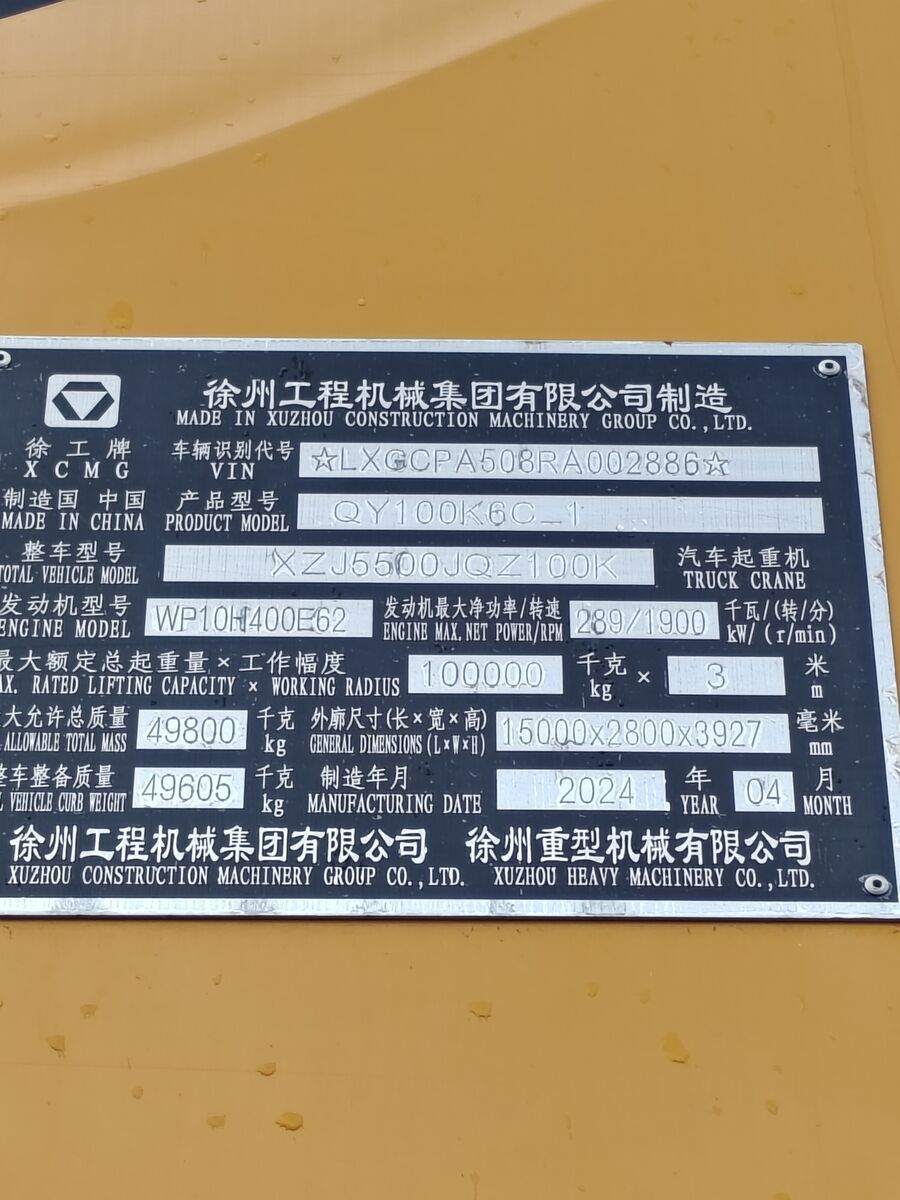 徐州工程机械集团有限公司制造
MADE IN XUZHOU CONSTRUCTION MACHINERY GROUP CO.,LTD.
徐工牌 车辆识别代号
XCMG VIN ☆LXGCPA508RA002886☆
制造国 中国 产品型号
MADE IN CHINA PRODUCT MODEL QY100K6C_1
整车型号 XZJ5500JQZ100K 汽车起重机
TOTAL VEHICLE MODEL TRUCK CRANE
发动机型号 WP10H400E62 发动机最大净功率/转速 289/1900 千瓦/(转/分)
ENGINE MODEL ENGINE MAX. NET POWER/RPM kW/(r/min)
最大额定总起重量×工作幅度 100000 千克 × 3 米
AX. RATED LIFTING CAPACITY × WORKING RADIUS kg m
大允许总质量 49800 千克 外廓尺寸(长×宽×高) 15000x2800x3927 毫米
ALLOWABLE TOTAL MASS kg GENERAL DIMENSIONS(L×W×H) mm
整车整备质量 49605 千克 制造年月 2024 年 04 月
VEHICLE CURB WEIGHT kg MANUFACTURING DATE YEAR MONTH
徐州工程机械集团有限公司 徐州重型机械有限公司
XUZHOU CONSTRUCTION MACHINERY GROUP CO.,LTD. XUZHOU HEAVY MACHINERY CO.,LTD.